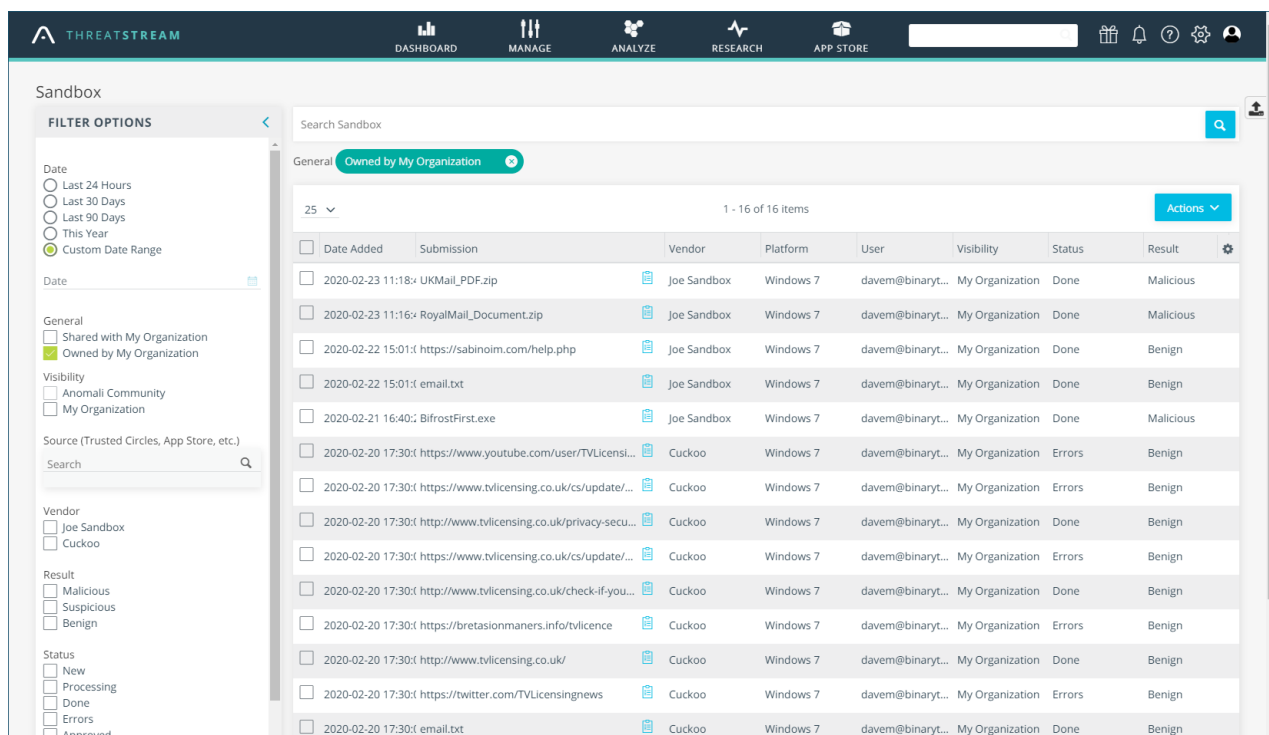 THREATSTREAM
DASHBOARD MANAGE ANALYZE RESEARCH APP STORE
Sandbox
FILTER OPTIONS
Date
Last 24 Hours
Last 30 Days
Last 90 Days
This Year
Custom Date Range
Date
General
Shared with My Organization
Owned by My Organization
Visibility
Anomali Community
My Organization
Source (Trusted Circles, App Store, etc.)
Search
Vendor
Joe Sandbox
Cuckoo
Result
Malicious
Suspicious
Benign
Status
New
Processing
Done
Errors
Approved
Search Sandbox
General Owned by My Organization
25 1 - 16 of 16 items Actions
Date Added Submission Vendor Platform User Visibility Status Result
2020-02-23 11:18:4 UKMail_PDF.zip Joe Sandbox Windows 7 davem@binaryt... My Organization Done Malicious
2020-02-23 11:16:4 RoyalMail_Document.zip Joe Sandbox Windows 7 davem@binaryt... My Organization Done Malicious
2020-02-22 15:01:0 https://sabinoim.com/help.php Joe Sandbox Windows 7 davem@binaryt... My Organization Done Benign
2020-02-22 15:01:0 email.txt Joe Sandbox Windows 7 davem@binaryt... My Organization Done Benign
2020-02-21 16:40:2 BifrostFirst.exe Joe Sandbox Windows 7 davem@binaryt... My Organization Done Malicious
2020-02-20 17:30:0 https://www.youtube.com/user/TVLicensi... Cuckoo Windows 7 davem@binaryt... My Organization Errors Benign
2020-02-20 17:30:0 https://www.tvlicensing.co.uk/cs/update/... Cuckoo Windows 7 davem@binaryt... My Organization Errors Benign
2020-02-20 17:30:0 http://www.tvlicensing.co.uk/privacy-secu... Cuckoo Windows 7 davem@binaryt... My Organization Done Benign
2020-02-20 17:30:0 https://www.tvlicensing.co.uk/cs/update/... Cuckoo Windows 7 davem@binaryt... My Organization Errors Benign
2020-02-20 17:30:0 http://www.tvlicensing.co.uk/check-if-you... Cuckoo Windows 7 davem@binaryt... My Organization Done Benign
2020-02-20 17:30:0 https://bretasionmaners.info/tvlicence Cuckoo Windows 7 davem@binaryt... My Organization Errors Benign
2020-02-20 17:30:0 http://www.tvlicensing.co.uk/ Cuckoo Windows 7 davem@binaryt... My Organization Done Benign
2020-02-20 17:30:0 https://twitter.com/TVLicensingnews Cuckoo Windows 7 davem@binaryt... My Organization Errors Benign
2020-02-20 17:30:0 email.txt Cuckoo Windows 7 davem@binaryt... My Organization Done Benign